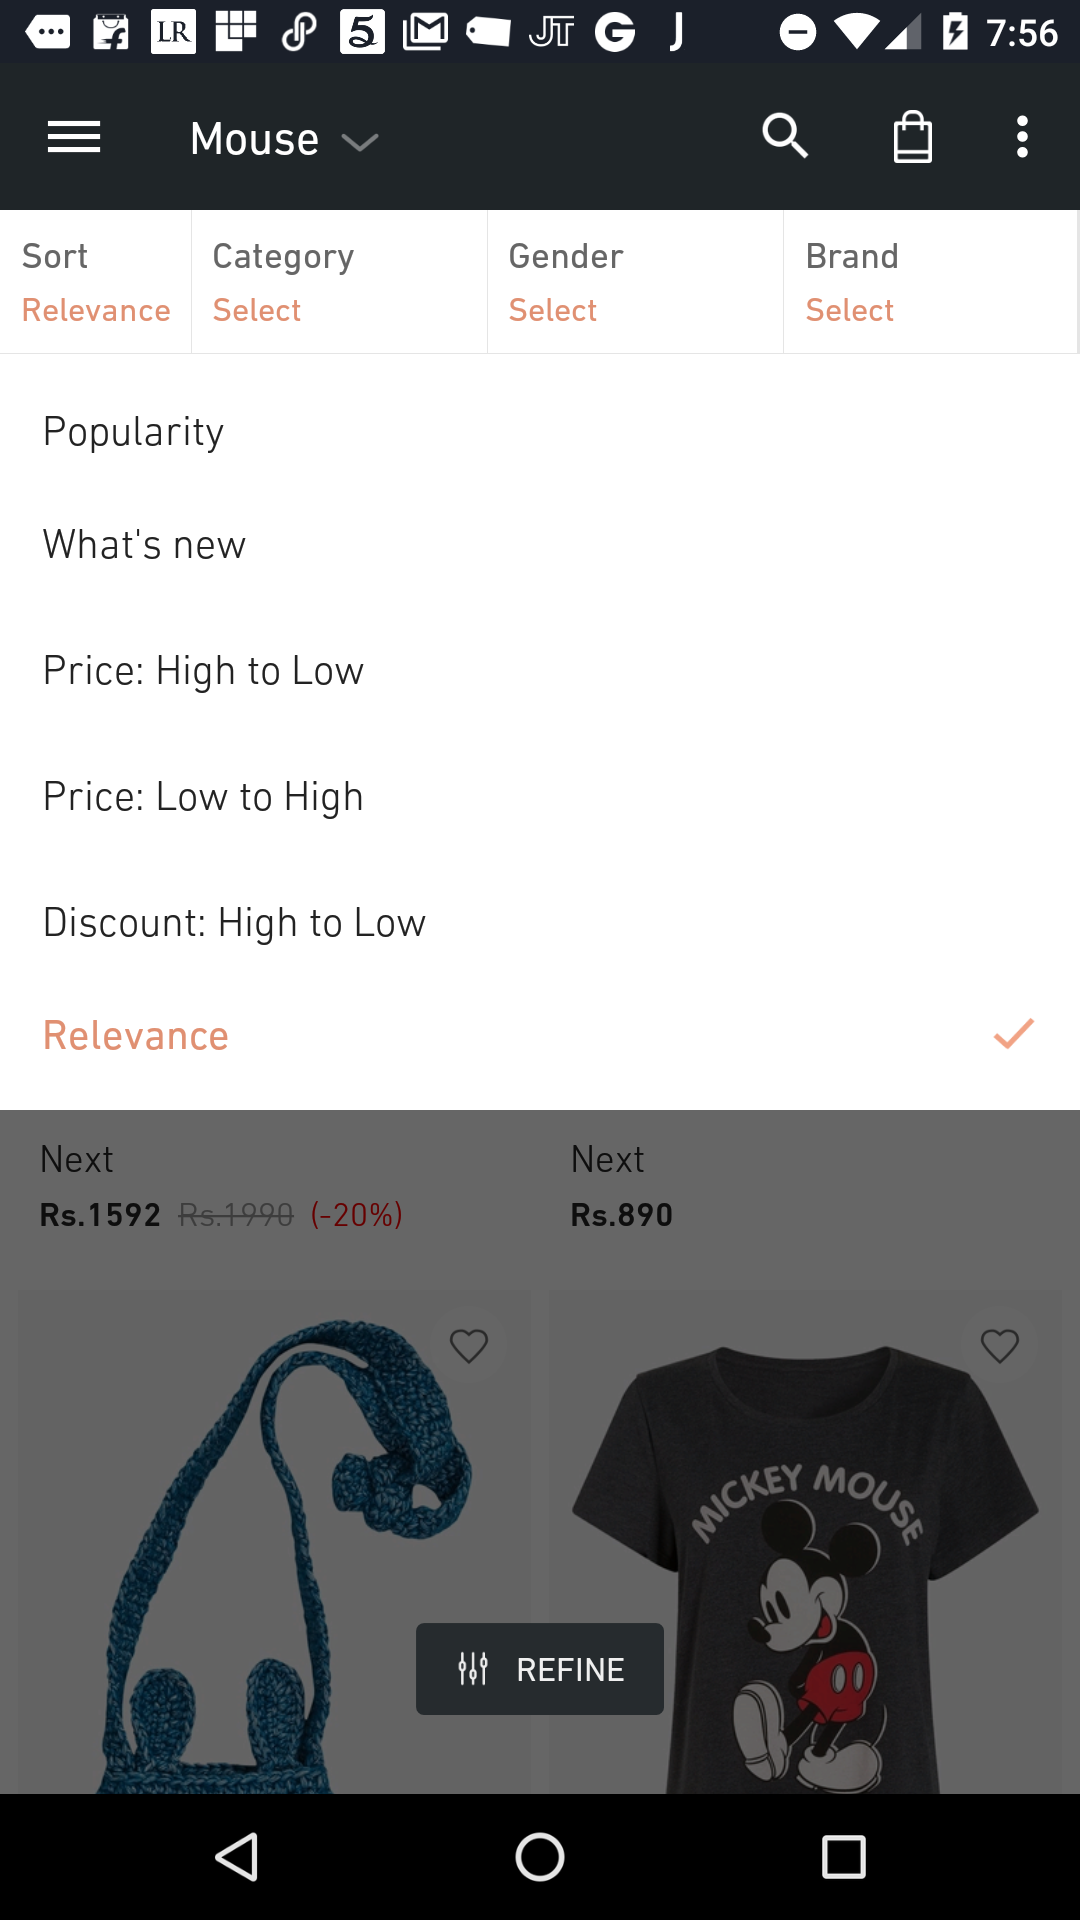 LR 5 JT G J 7:56
Mouse
Sort Category Gender Brand
Relevance Select Select Select
Popularity
What's new
Price: High to Low
Price: Low to High
Discount: High to Low
Relevance
Next Next
Rs.1592 Rs.1990 (-20%) Rs.890
MICKEY MOUSE
REFINE